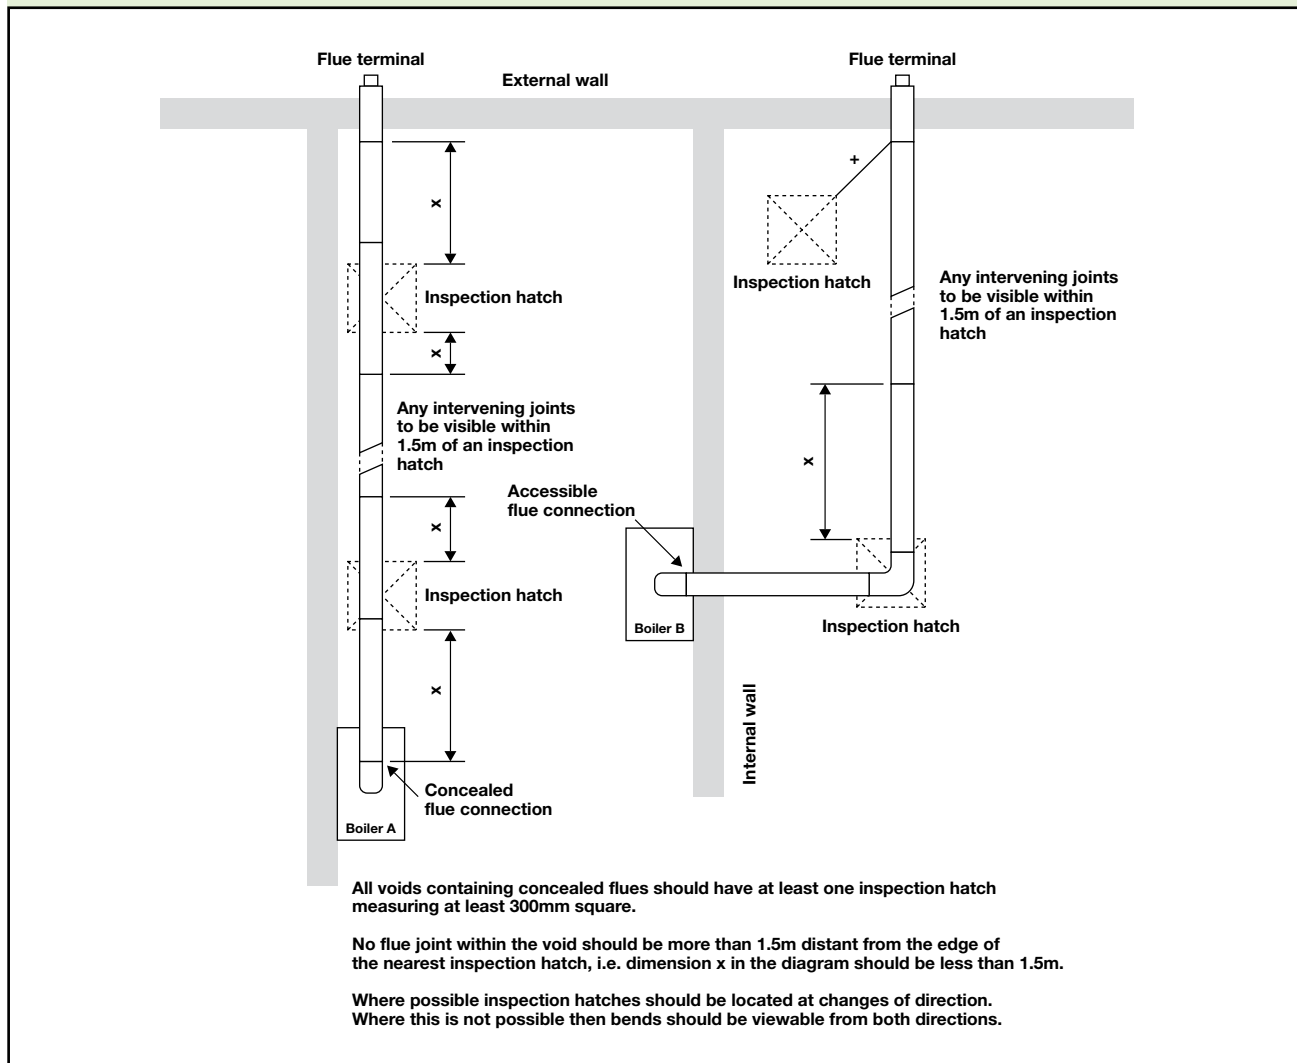 Flue terminal
Flue terminal
External wall
x
+
Inspection hatch
Any intervening joints
to be visible within
1.5m of an inspection
hatch
Inspection hatch
x
Any intervening joints
to be visible within
1.5m of an inspection
hatch
x
Accessible
flue connection
x
Inspection hatch
Boiler B
Inspection hatch
x
Internal wall
Concealed
flue connection
Boiler A
All voids containing concealed flues should have at least one inspection hatch
measuring at least 300mm square.
No flue joint within the void should be more than 1.5m distant from the edge of
the nearest inspection hatch, i.e. dimension x in the diagram should be less than 1.5m.
Where possible inspection hatches should be located at changes of direction.
Where this is not possible then bends should be viewable from both directions.